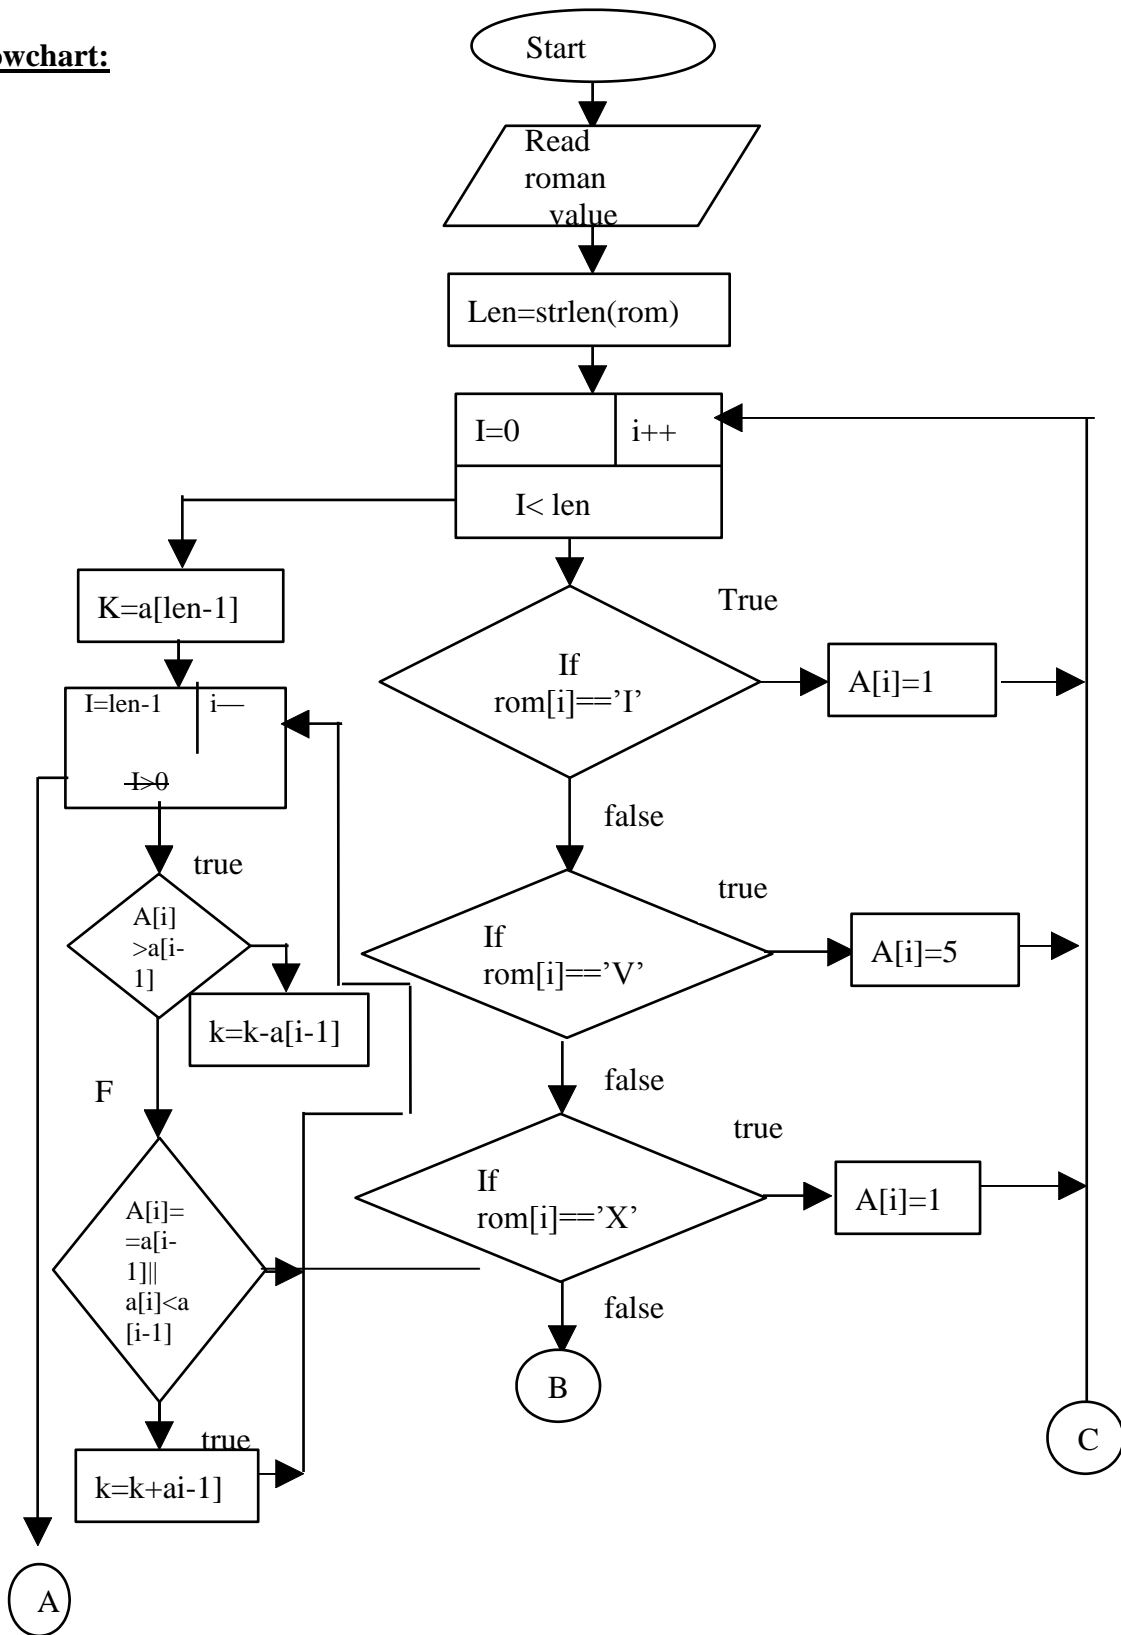 owchart:
Start
Read
roman
value
Len=strlen(rom)
I=0
i++
I< len
K=a[len-1]
True
If
rom[i]==’I’
A[i]=1
I=len-1
i—
I>0
false
true
true
A[i]
>a[i-
1]
If
rom[i]==’V’
A[i]=5
k=k-a[i-1]
F
false
true
If
rom[i]==’X’
A[i]=1
A[i]=
=a[i-
1]||
a[i]<a
[i-1]
false
B
C
true
k=k+ai-1]
A